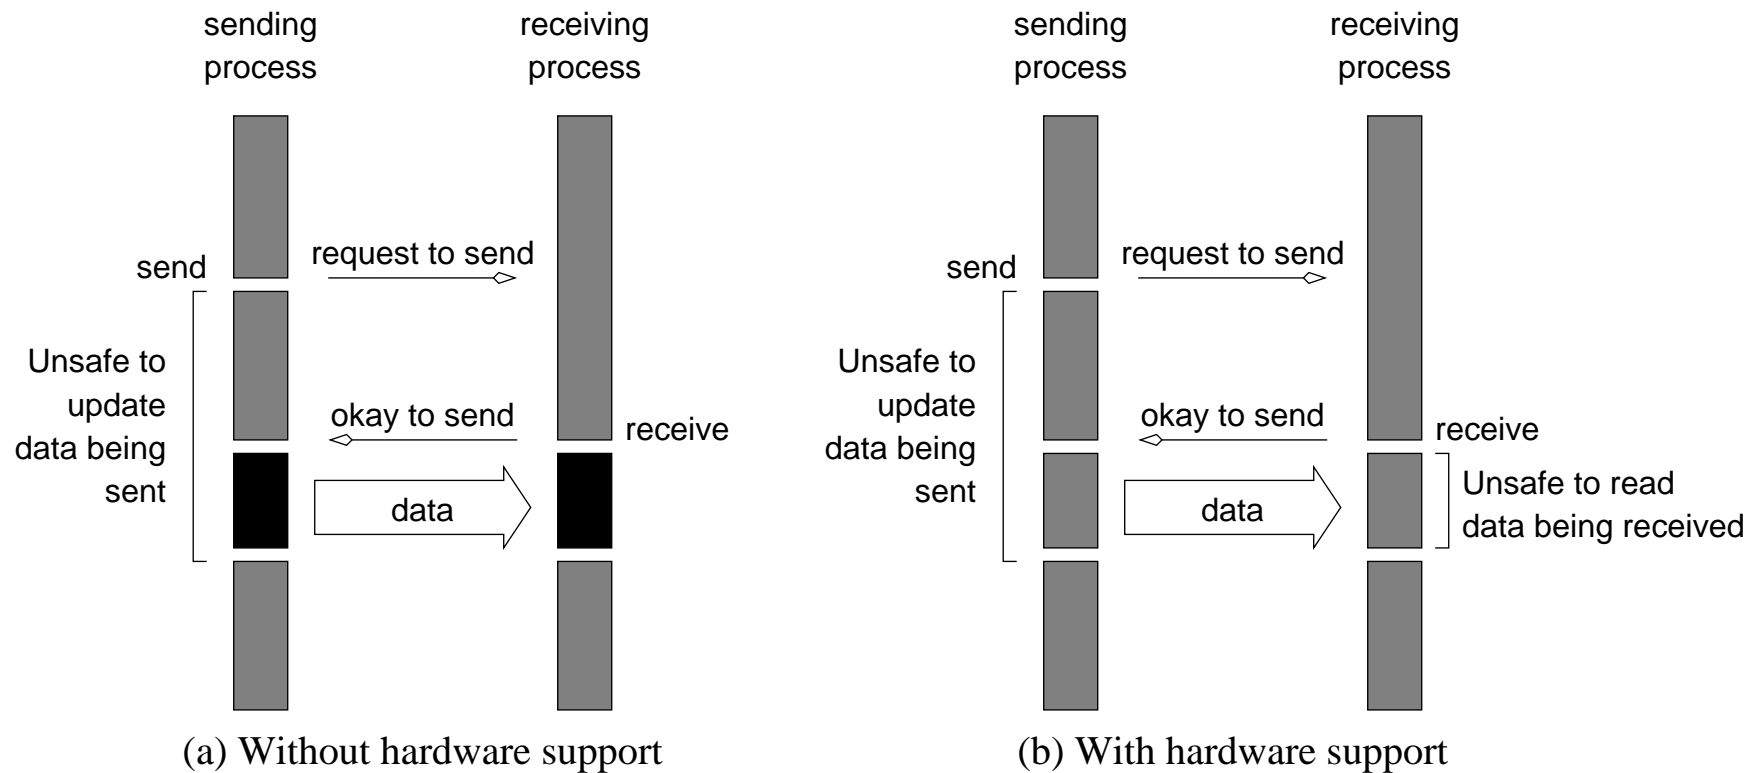 sending
process
receiving
process
send
request to send
Unsafe to
update
data being
sent
okay to send
receive
data
(a) Without hardware support
sending
process
receiving
process
send
request to send
Unsafe to
update
data being
sent
okay to send
receive
data
Unsafe to read
data being received
(b) With hardware support